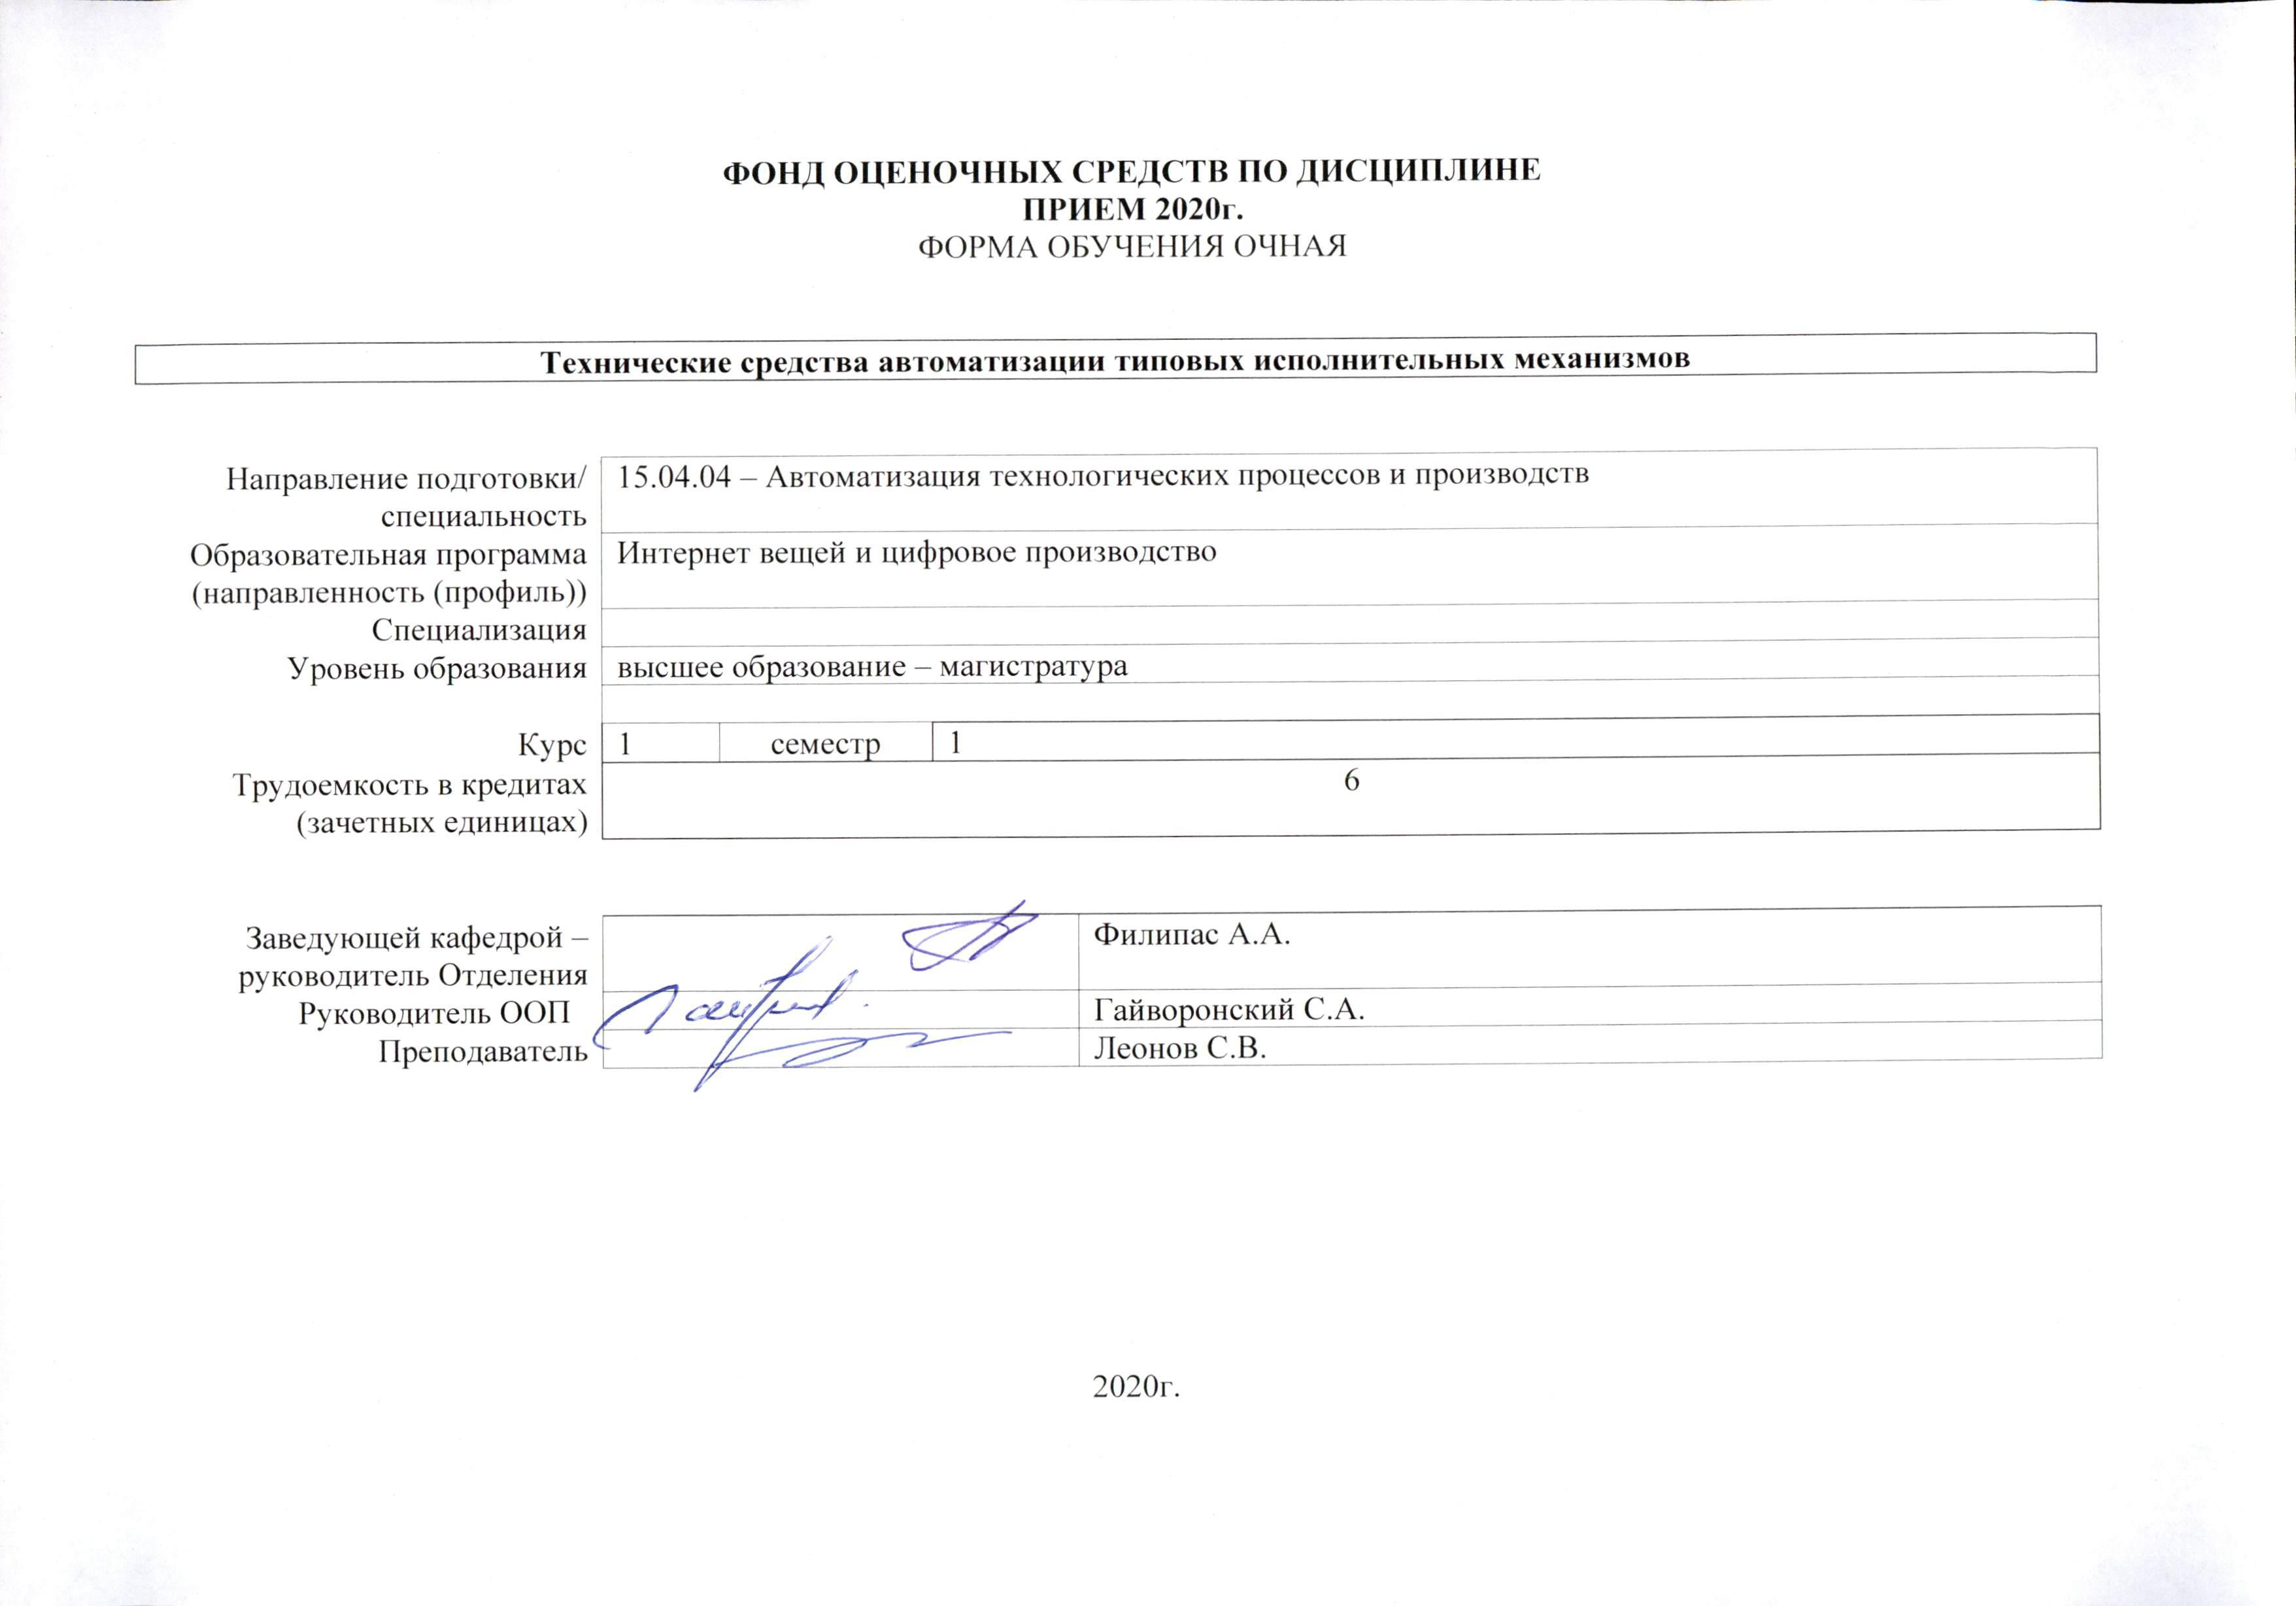 ФОНД ОЦЕНОЧНЫХ СРЕДСТВ ПО ДИСЦИПЛИНЕ
ПРИЕМ 2020г.
ФОРМА ОБУЧЕНИЯ ОЧНАЯ
Технические средства автоматизации типовых исполнительных механизмов
Направление подготовки/ 15.04.04 – Автоматизация технологических процессов и производств
специальность
Образовательная программа Интернет вещей и цифровое производство
(направленность (профиль))
Специализация
Уровень образования высшее образование – магистратура
Курс 1 семестр 1
Трудоемкость в кредитах 6
(зачетных единицах)
Заведующей кафедрой – Филипас А.А.
руководитель Отделения
Руководитель ООП Гайворонский С.А.
Преподаватель Леонов С.В.
2020г.